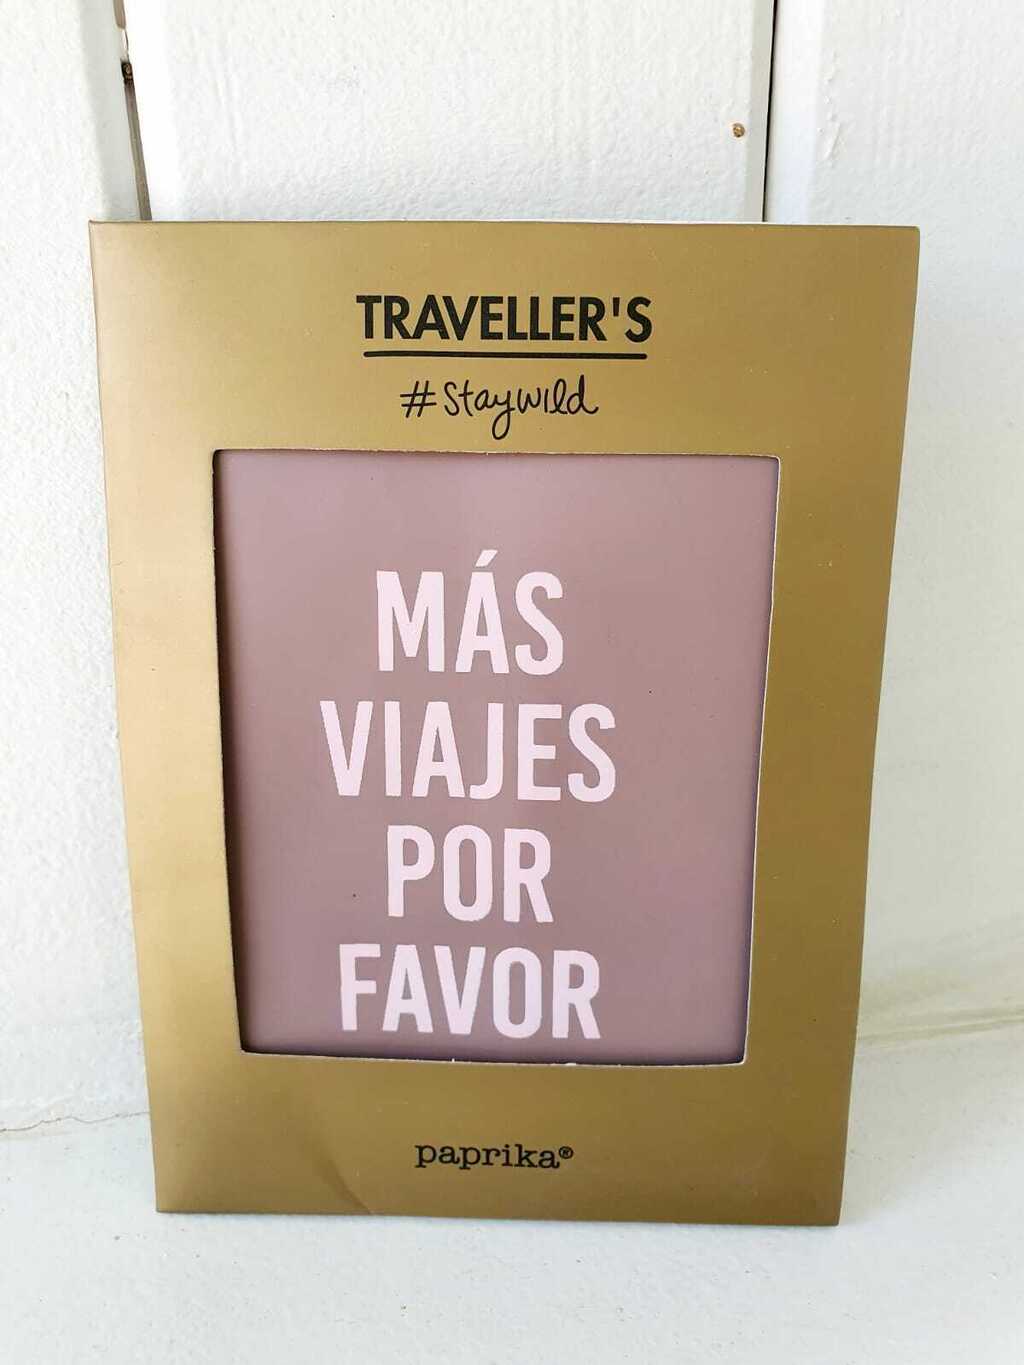 TRAVELLER'S
#Staywild
MÁS
VIAJES
POR
FAVOR
paprika®